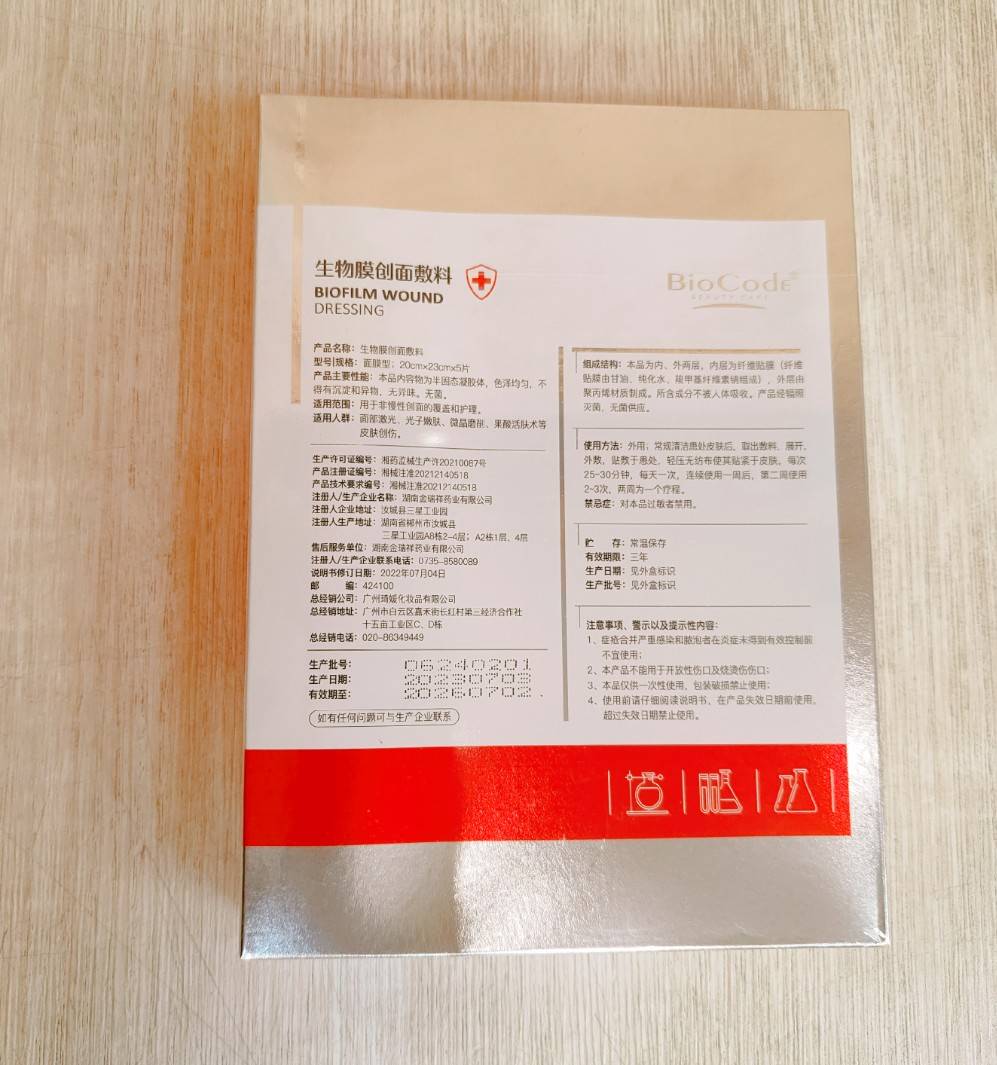 生物膜创面敷料
BIOFILM WOUND
DRESSING
BioCode
BEAUTY CARE
产品名称：生物膜创面敷料
型号|规格：面膜型：20cm×23cm×5片
产品主要性能：本品内容物为半固态凝胶体，色泽均匀，不
得有沉淀和异物，无异味。无菌。
适用范围：用于非慢性创面的覆盖和护理。
适用人群：面部激光、光子嫩肤、微晶磨削、果酸活肤术等
皮肤创伤。
生产许可证编号：湘药监械生产许20210087号
产品注册证编号：湘械注准20212140518
产品技术要求编号：湘械注准20212140518
注册人/生产企业名称：湖南金瑞祥药业有限公司
注册人企业地址：汝城县三星工业园
注册人生产地址：湖南省郴州市汝城县
三星工业园A8栋2-4层；A2栋1层、4层
售后服务单位：湖南金瑞祥药业有限公司
注册人/生产企业联系电话：0735-8580089
说明书修订日期：2022年07月04日
邮 编：424100
总经销公司：广州琦媛化妆品有限公司
总经销地址：广州市白云区嘉禾街长红村第三经济合作社
十五亩工业区C、D栋
总经销电话：020-86349449
生产批号：06240201
生产日期：20230703
有效期至：20260702
如有任何问题可与生产企业联系
组成结构：本品为内、外两层，内层为纤维贴膜（纤维
贴膜由甘油、纯化水、羧甲基纤维素钠组成），外层由
聚丙烯材质制成。所含成分不被人体吸收。产品经辐照
灭菌、无菌供应。
使用方法：外用；常规清洁患处皮肤后，取出敷料，展开，
外敷，贴敷于患处，轻压无纺布使其贴紧于皮肤。每次
25-30分钟，每天一次，连续使用一周后，第二周使用
2-3次，两周为一个疗程。
禁忌症：对本品过敏者禁用。
贮 存：常温保存
有效期限：三年
生产日期：见外盒标识
生产批号：见外盒标识
注意事项、警示以及提示性内容：
1、痤疮合并严重感染和脓泡者在炎症未得到有效控制前
不宜使用；
2、本产品不能用于开放性伤口及烧烫伤伤口；
3、本品仅供一次性使用，包装破损禁止使用；
4、使用前请仔细阅读说明书，在产品失效日期前使用，
超过失效日期禁止使用。